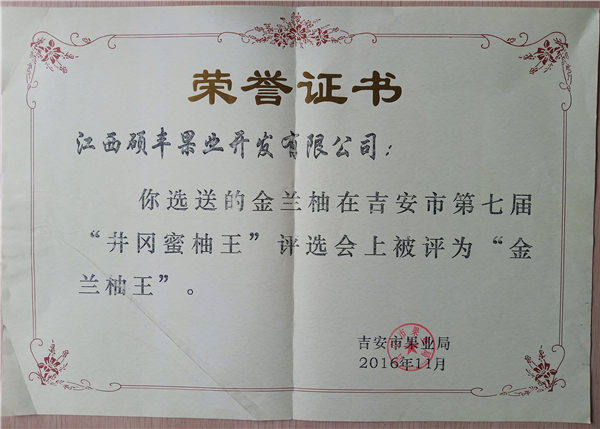 荣誉证书
江西硕丰果业开发有限公司：
你选送的金兰柚在吉安市第七届
“井冈蜜柚王”评选会上被评为“金
兰柚王”。
吉安市果业局
2016年11月